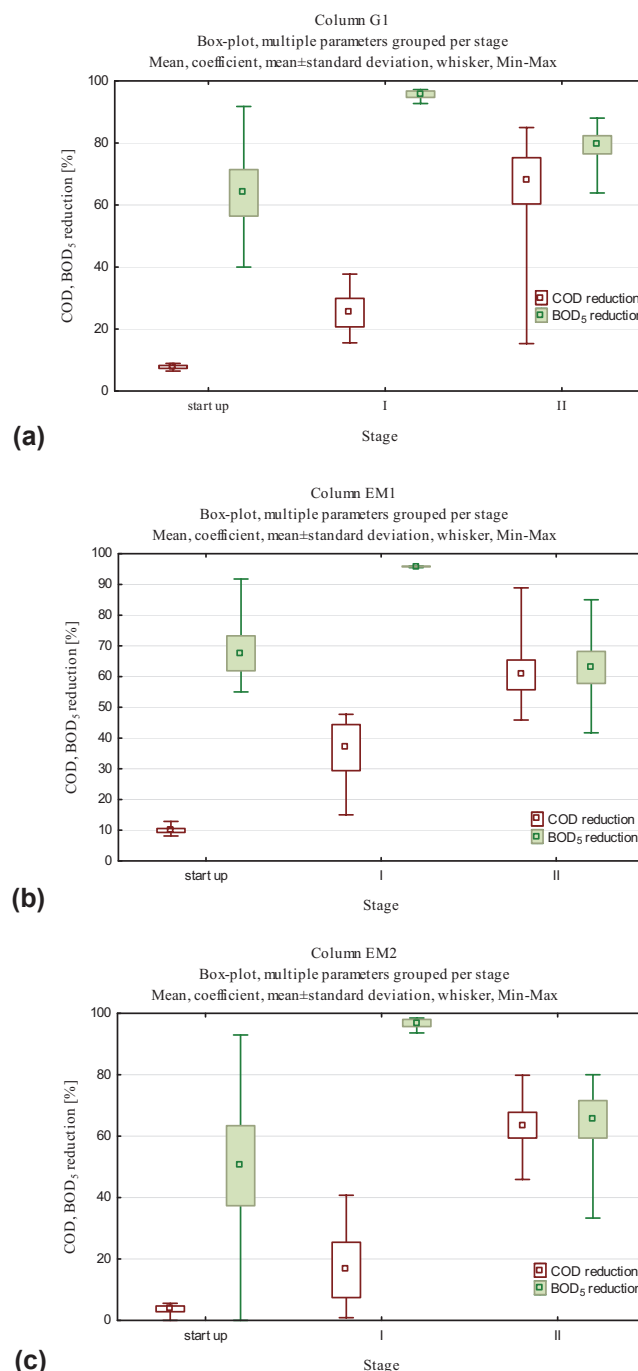 Column G1
Box-plot, multiple parameters grouped per stage
Mean, coefficient, mean±standard deviation, whisker, Min-Max
100
80
60
40
20
0
COD, BOD5 reduction [%]
COD reduction
BOD5 reduction
start up I II
Stage
(a)
Column EM1
Box-plot, multiple parameters grouped per stage
Mean, coefficient, mean±standard deviation, whisker, Min-Max
100
90
80
70
60
50
40
30
20
10
0
COD, BOD5 reduction [%]
COD reduction
BOD5 reduction
start up I II
Stage
(b)
Column EM2
Box-plot, multiple parameters grouped per stage
Mean, coefficient, mean±standard deviation, whisker, Min-Max
100
80
60
40
20
0
COD, BOD5 reduction [%]
COD reduction
BOD5 reduction
start up I II
Stage
(c)